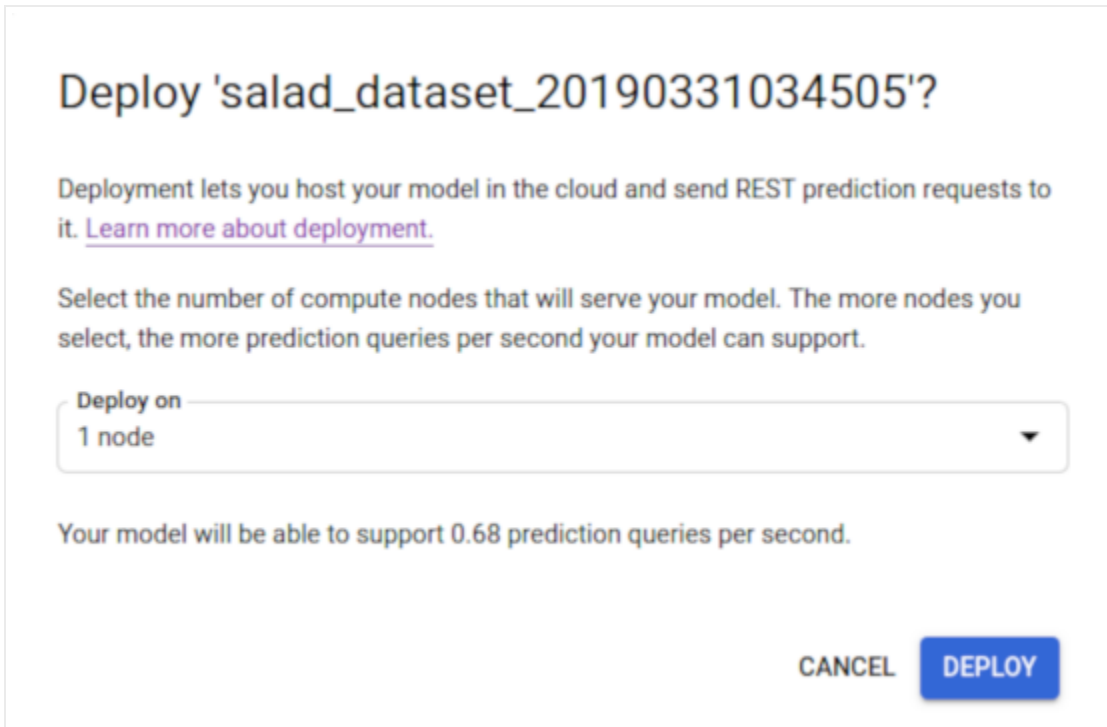 Deploy 'salad_dataset_20190331034505'?
Deployment lets you host your model in the cloud and send REST prediction requests to
it. Learn more about deployment.
Select the number of compute nodes that will serve your model. The more nodes you
select, the more prediction queries per second your model can support.
Deploy on
1 node
Your model will be able to support 0.68 prediction queries per second.
CANCEL DEPLOY